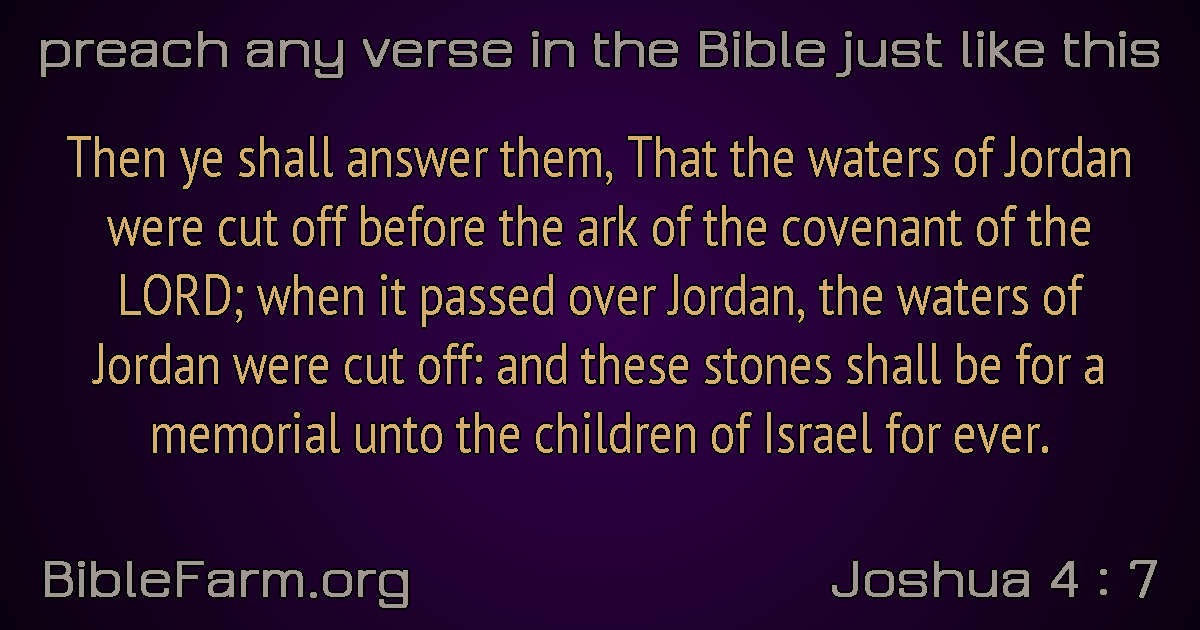 preach any verse in the Bible just like this
Then ye shall answer them, That the waters of Jordan
were cut off before the ark of the covenant of the
LORD; when it passed over Jordan, the waters of
Jordan were cut off: and these stones shall be for a
memorial unto the children of Israel for ever.
BibleFarm.org
Joshua 4 : 7